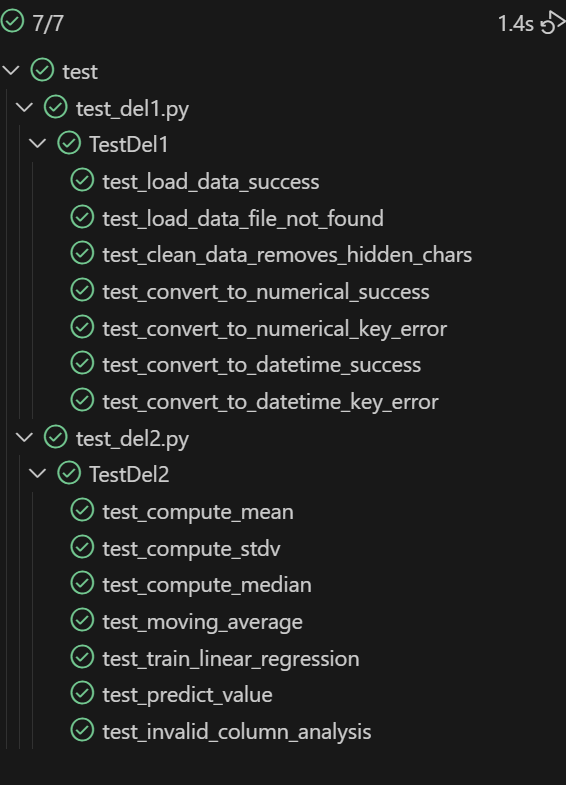 7/7 1.4s
test
test_del1.py
TestDel1
test_load_data_success
test_load_data_file_not_found
test_clean_data_removes_hidden_chars
test_convert_to_numerical_success
test_convert_to_numerical_key_error
test_convert_to_datetime_success
test_convert_to_datetime_key_error
test_del2.py
TestDel2
test_compute_mean
test_compute_stdv
test_compute_median
test_moving_average
test_train_linear_regression
test_predict_value
test_invalid_column_analysis